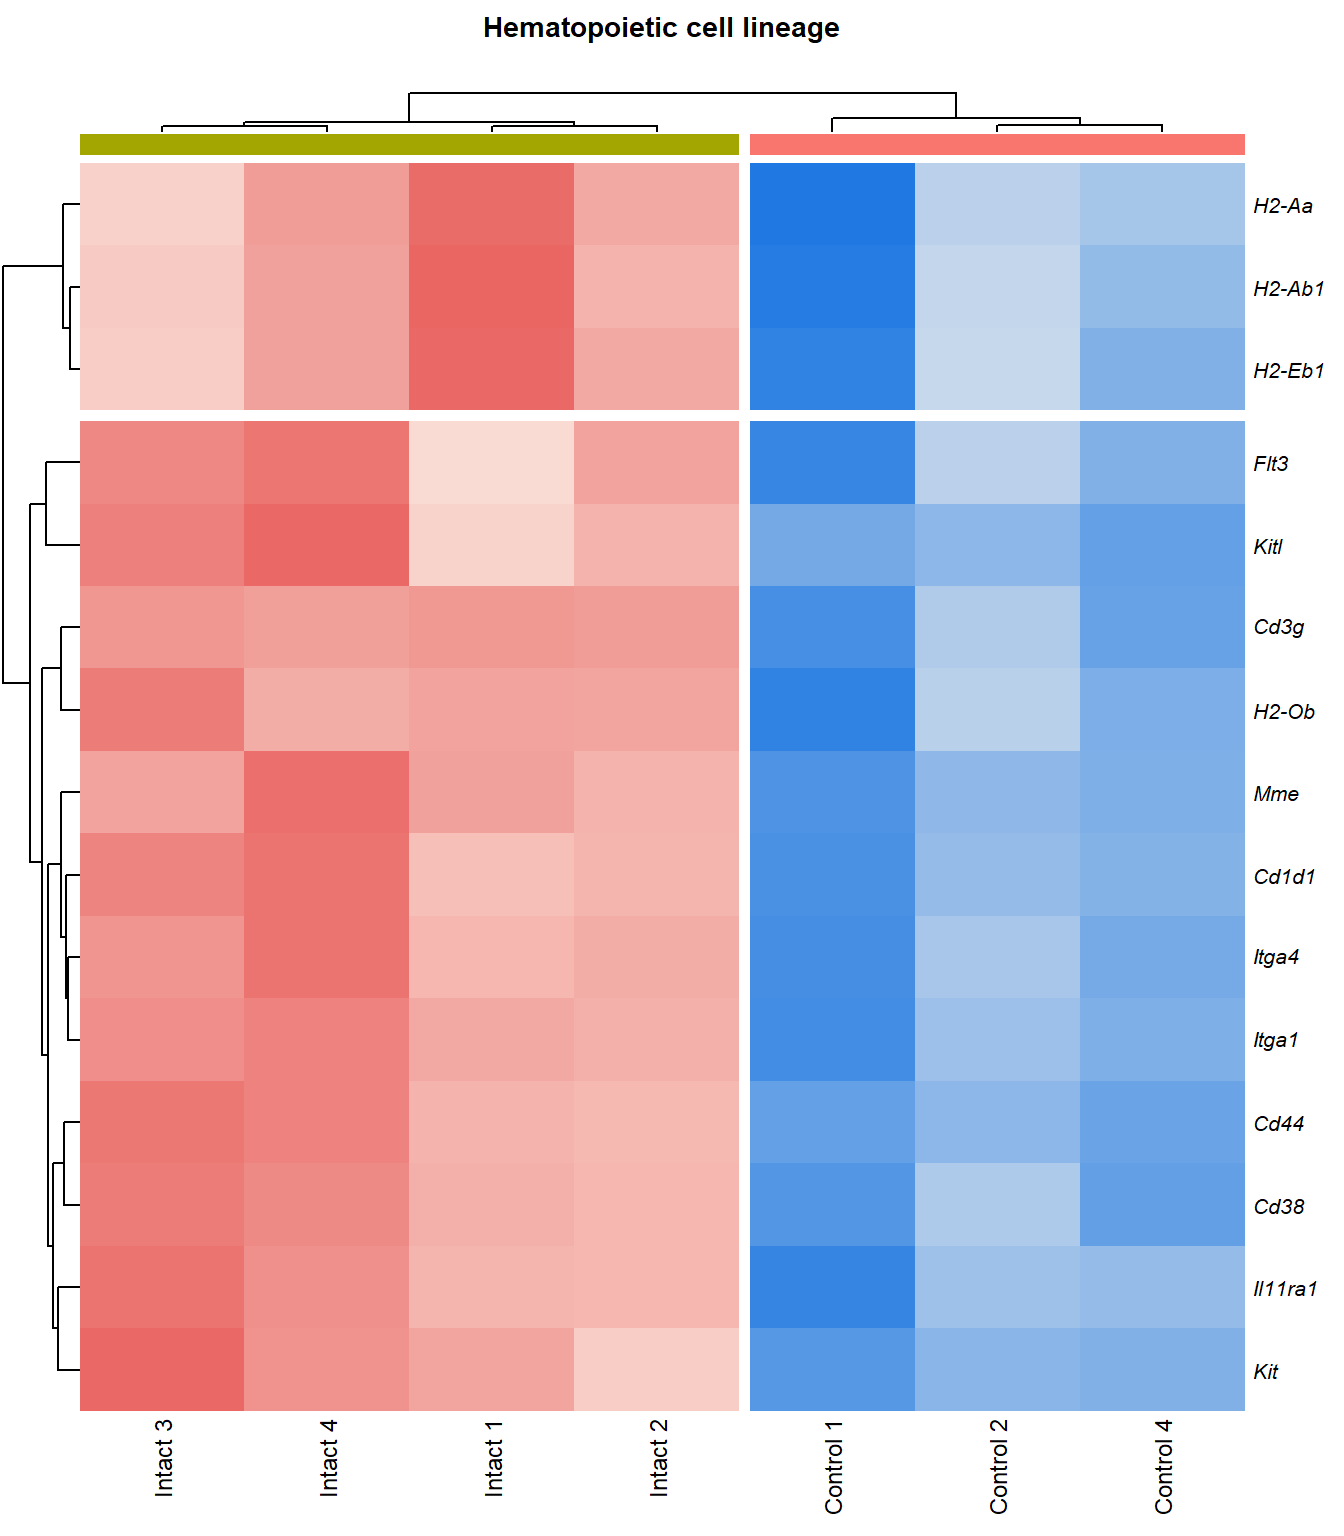 Hematopoietic cell lineage
H2-Aa
H2-Ab1
H2-Eb1
Flt3
Kitl
Cd3g
H2-Ob
Mme
Cd1d1
Itga4
Itga1
Cd44
Cd38
Il11ra1
Kit
Intact 3
Intact 4
Intact 1
Intact 2
Control 1
Control 2
Control 4